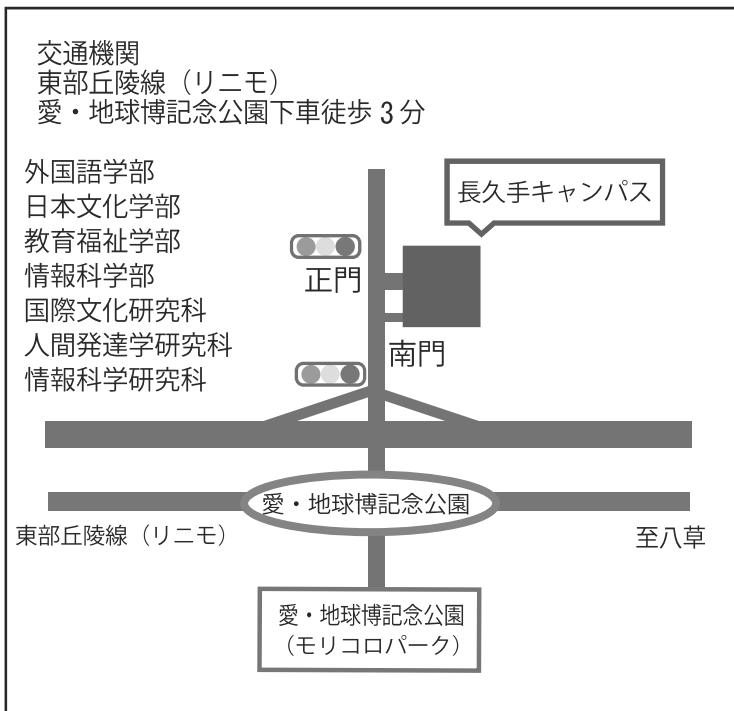 交通機関
東部丘陵線（リニモ）
愛・地球博記念公園下車徒歩 3 分
外国語学部
日本文化学部
教育福祉学部
情報科学部
国際文化研究科
人間発達学研究科
情報科学研究科
長久手キャンパス
正門
南門
愛・地球博記念公園
東部丘陵線（リニモ）
至八草
愛・地球博記念公園
（モリコロパーク）